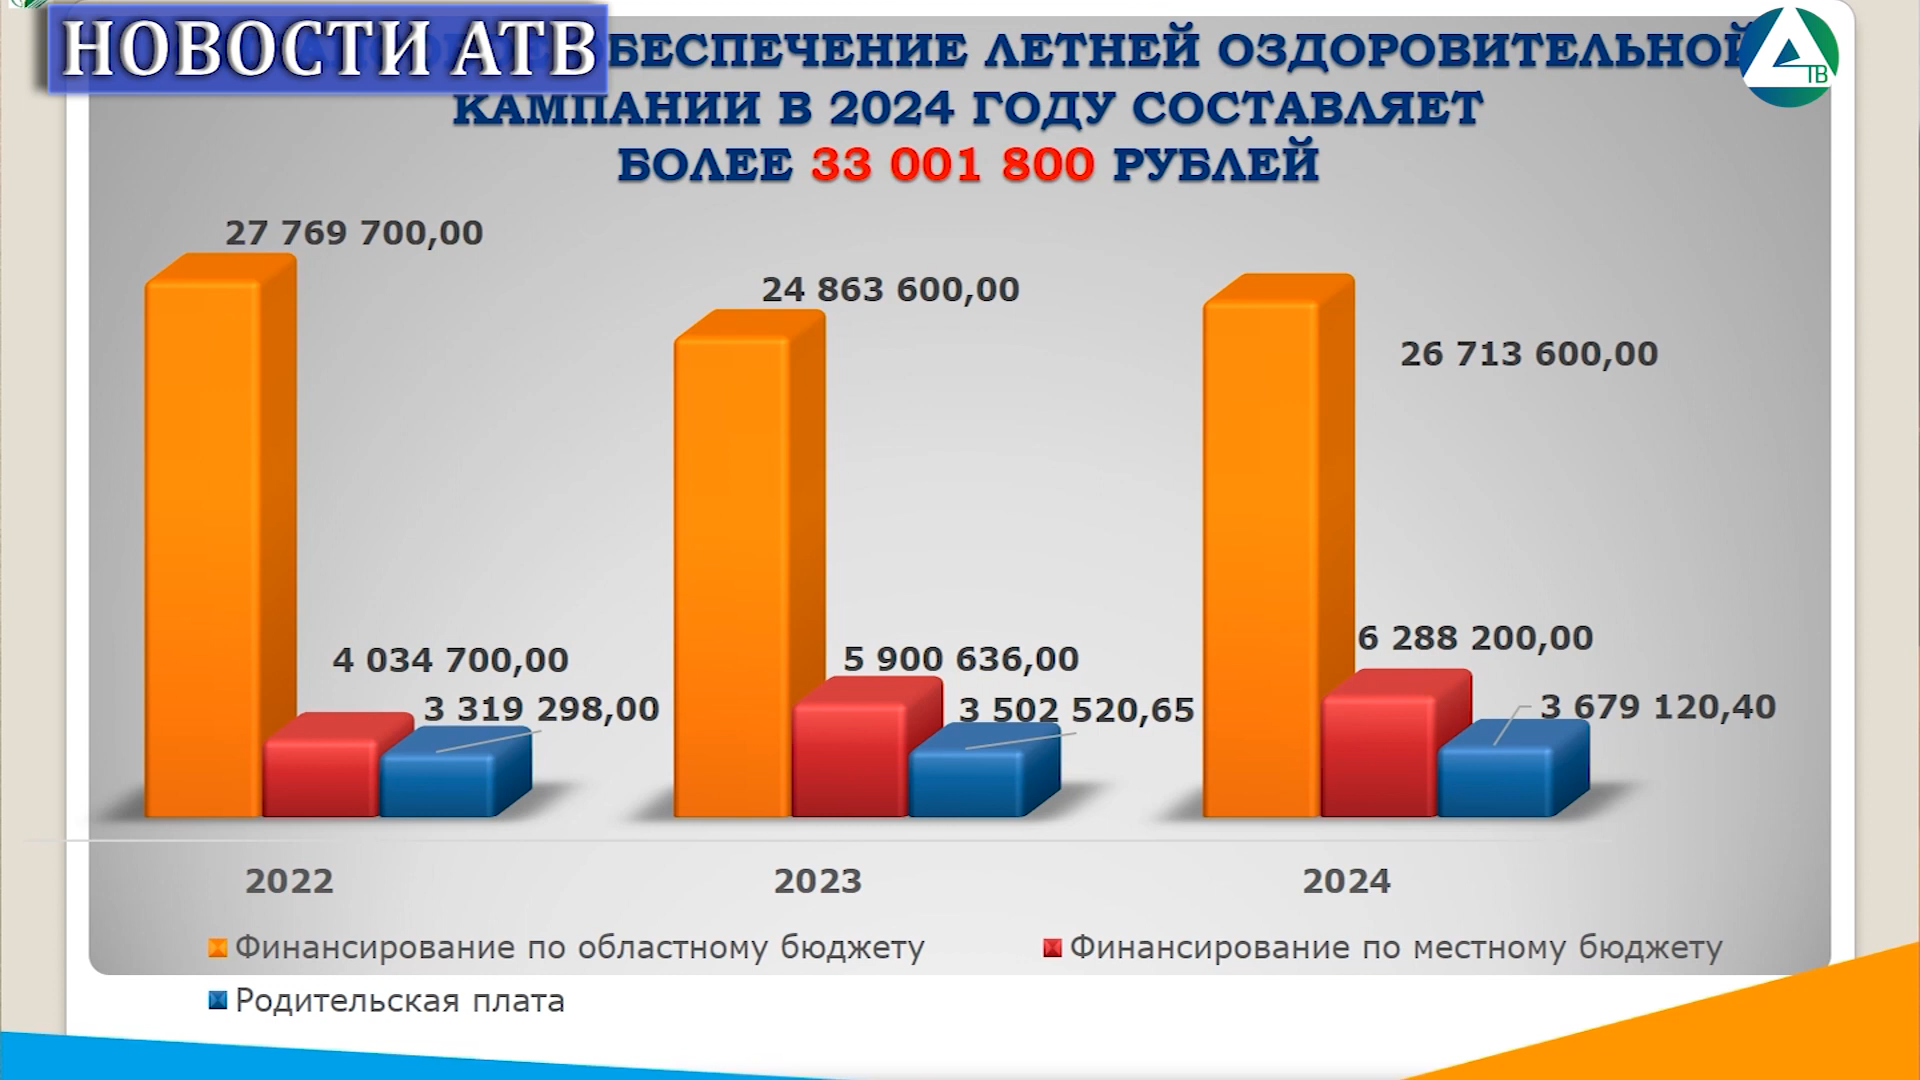 НОВОСТИ АТВ
БЕСПЕЧЕНИЕ ЛЕТНЕЙ ОЗДОРОВИТЕЛЬНОЙ
ТВ
КАМПАНИИ В 2024 ГОДУ СОСТАВЛЯЕТ
БОЛЕЕ 33 001 800 РУБЛЕЙ
27 769 700,00
24 863 600,00
26 713 600,00
4 034 700,00
5 900 636,00
6 288 200,00
3 319 298,00
3 502 520,65
3 679 120,40
2022
2023
2024
Финансирование по областному бюджету
Финансирование по местному бюджету
Родительская плата